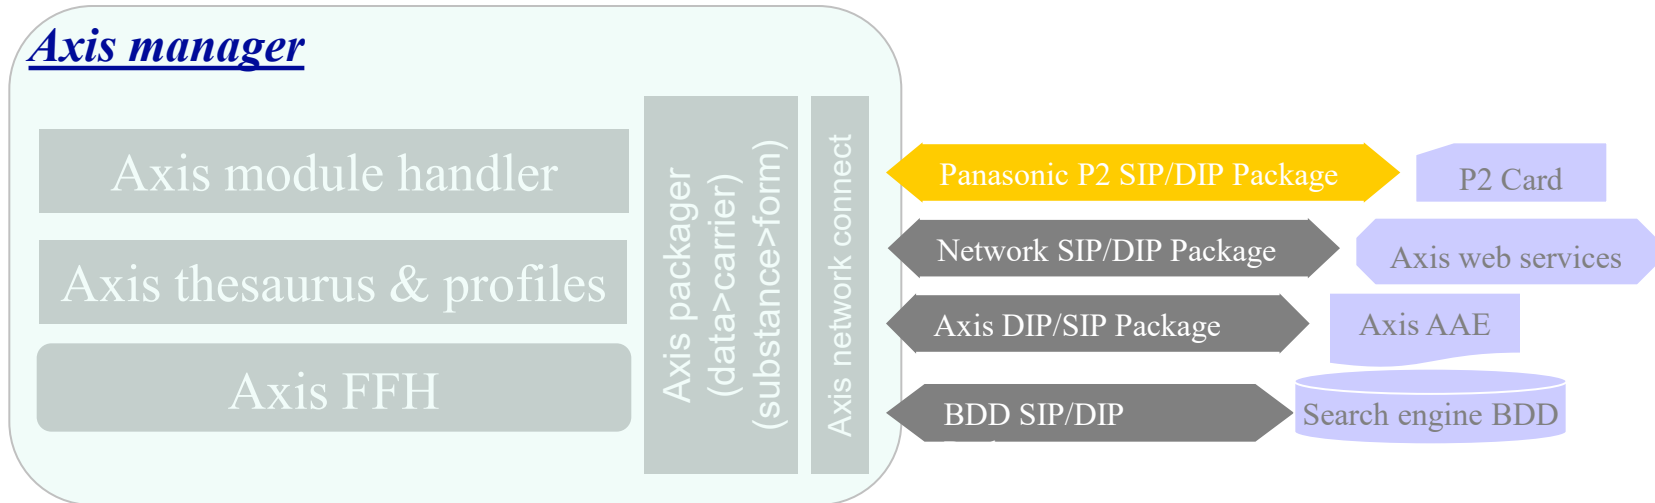 Axis manager
Axis module handler
Axis thesaurus & profiles
Axis FFH
Axis packager
(data>carrier)
(substance>form)
Axis network connect
Panasonic P2 SIP/DIP Package
P2 Card
Network SIP/DIP Package
Axis web services
Axis DIP/SIP Package
Axis AAE
BDD SIP/DIP
Search engine BDD